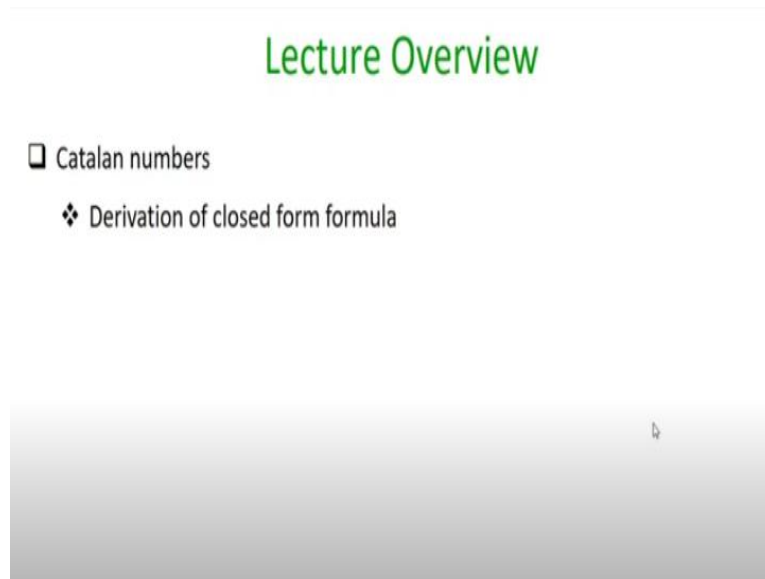 Lecture Overview
Catalan numbers
Derivation of closed form formula